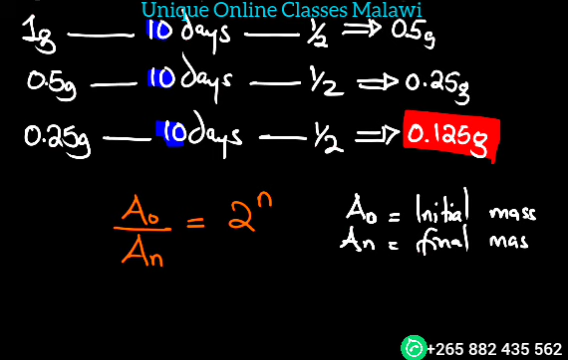 Unique Online Classes Malawi
1g — 10 days — 1/2 ⇒ 0.5g
0.5g — 10 days — 1/2 ⇒ 0.25g
0.25g — 10 days — 1/2 ⇒ 0.125g
A₀/An = 2ⁿ
A₀ = Initial mass
An = final mas
+265 882 435 562